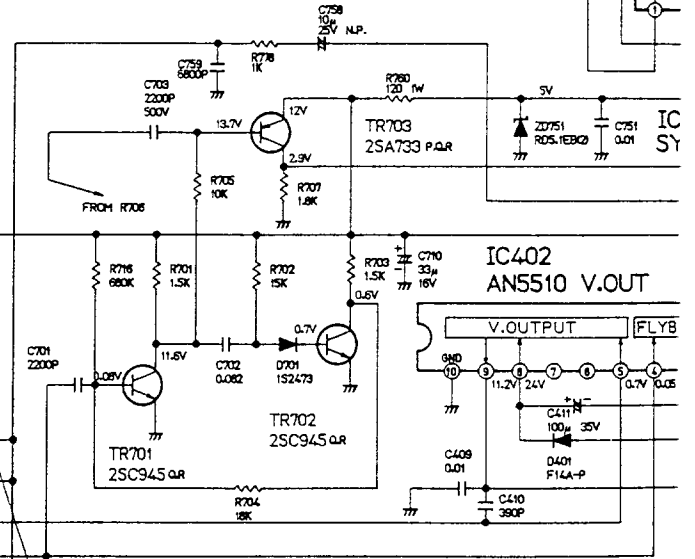 C758
10μ
25V N.P.
1
C759
6800P
R778
1K
C703
2200P
500V
R760
120 1W
12V
5V
13.7V
TR703
2SA733 P.Q.R
ZD751
RD5.1EB(2)
C751
0.01
IC
SY
2.9V
R705
10K
R707
1.8K
FROM R706
R716
680K
R701
1.5K
R702
15K
R703
1.5K
+
-
C710
33μ
16V
IC402
AN5510 V.OUT
0.6V
C701
2200P
0.08V
11.6V
C702
0.082
0.7V
D701
1S2473
V.OUTPUT
FLYB
GND
10
9
8
7
6
5
4
11.2V
24V
0.7V
0.05
TR702
2SC945 Q.R
+
-
C411
100μ 35V
TR701
2SC945 Q.R
C409
0.01
D401
F14A-P
R704
18K
C410
390P